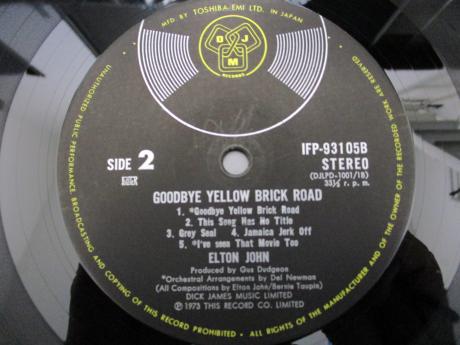 MFD. BY TOSHIBA-EMI LTD. IN JAPAN
DJM
RECORDS
UNAUTHORIZED PUBLIC PERFORMANCE BROADCASTING AND COPYING OF THIS RECORD PROHIBITED • ALL RIGHTS OF THE MANUFACTURER AND OF THE OWNER OF THE RECORDED WORK ARE RESERVED
SIDE 2
IFP-93105B
STEREO
(DJLPD-1001/1B)
33⅓ r. p. m.
GOODBYE YELLOW BRICK ROAD
1. *Goodbye Yellow Brick Road
2. This Song Has No Title
3. Grey Seal 4. Jamaica Jerk Off
5. *I've seen That Movie Too
ELTON JOHN
Produced by Gus Dudgeon
*Orchestral Arrangements by Del Newman
(All Compositions by Elton John/Bernie Taupin)
DICK JAMES MUSIC LIMITED
℗ 1973 THIS RECORD CO. LIMITED